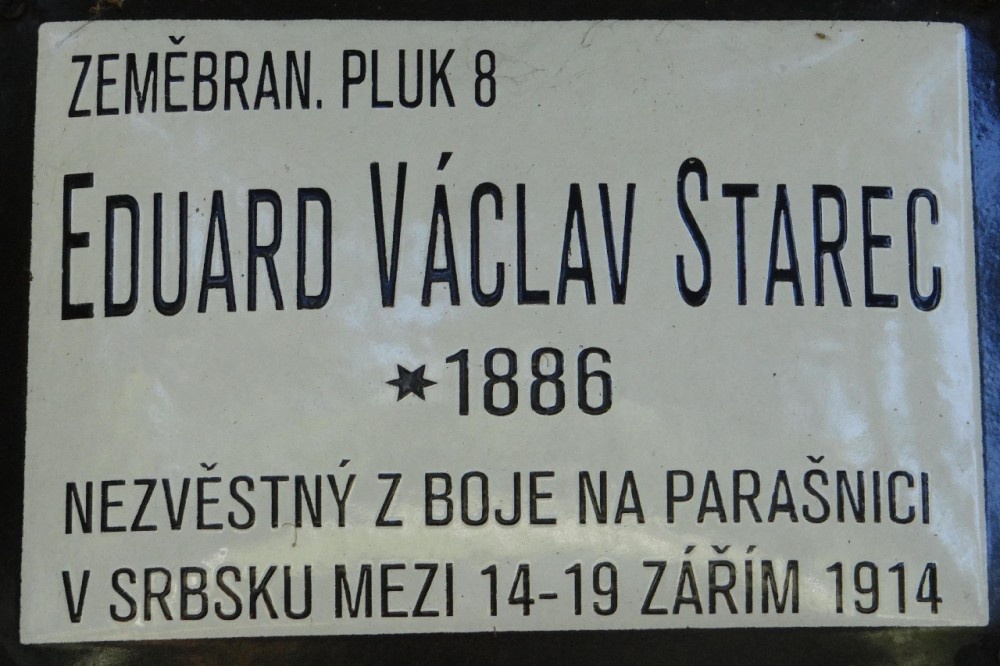 ZEMĚBRAN. PLUK 8
EDUARD VÁCLAV STAREC
✶1886
NEZVĚSTNÝ Z BOJE NA PARAŠNICI
V SRBSKU MEZI 14-19 ZÁŘÍM 1914